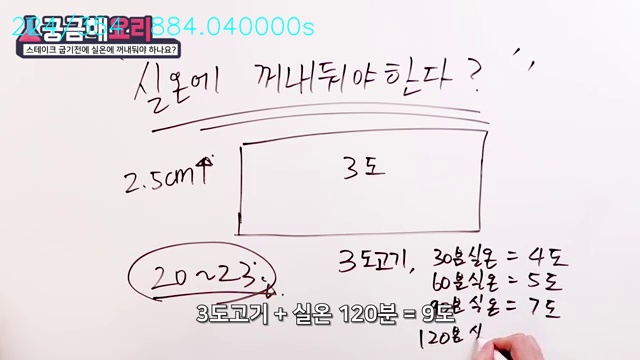 884.040000s
궁금해요리
스테이크 굽기전에 실온에 꺼내둬야 하나요?
실온에 꺼내둬야한다?
2.5cm↑
3도
20~23
3도고기, 30분실온 = 4도
60분실온 = 5도
분실온 = 7도
120분
3도고기 + 실온 120분 = 9도